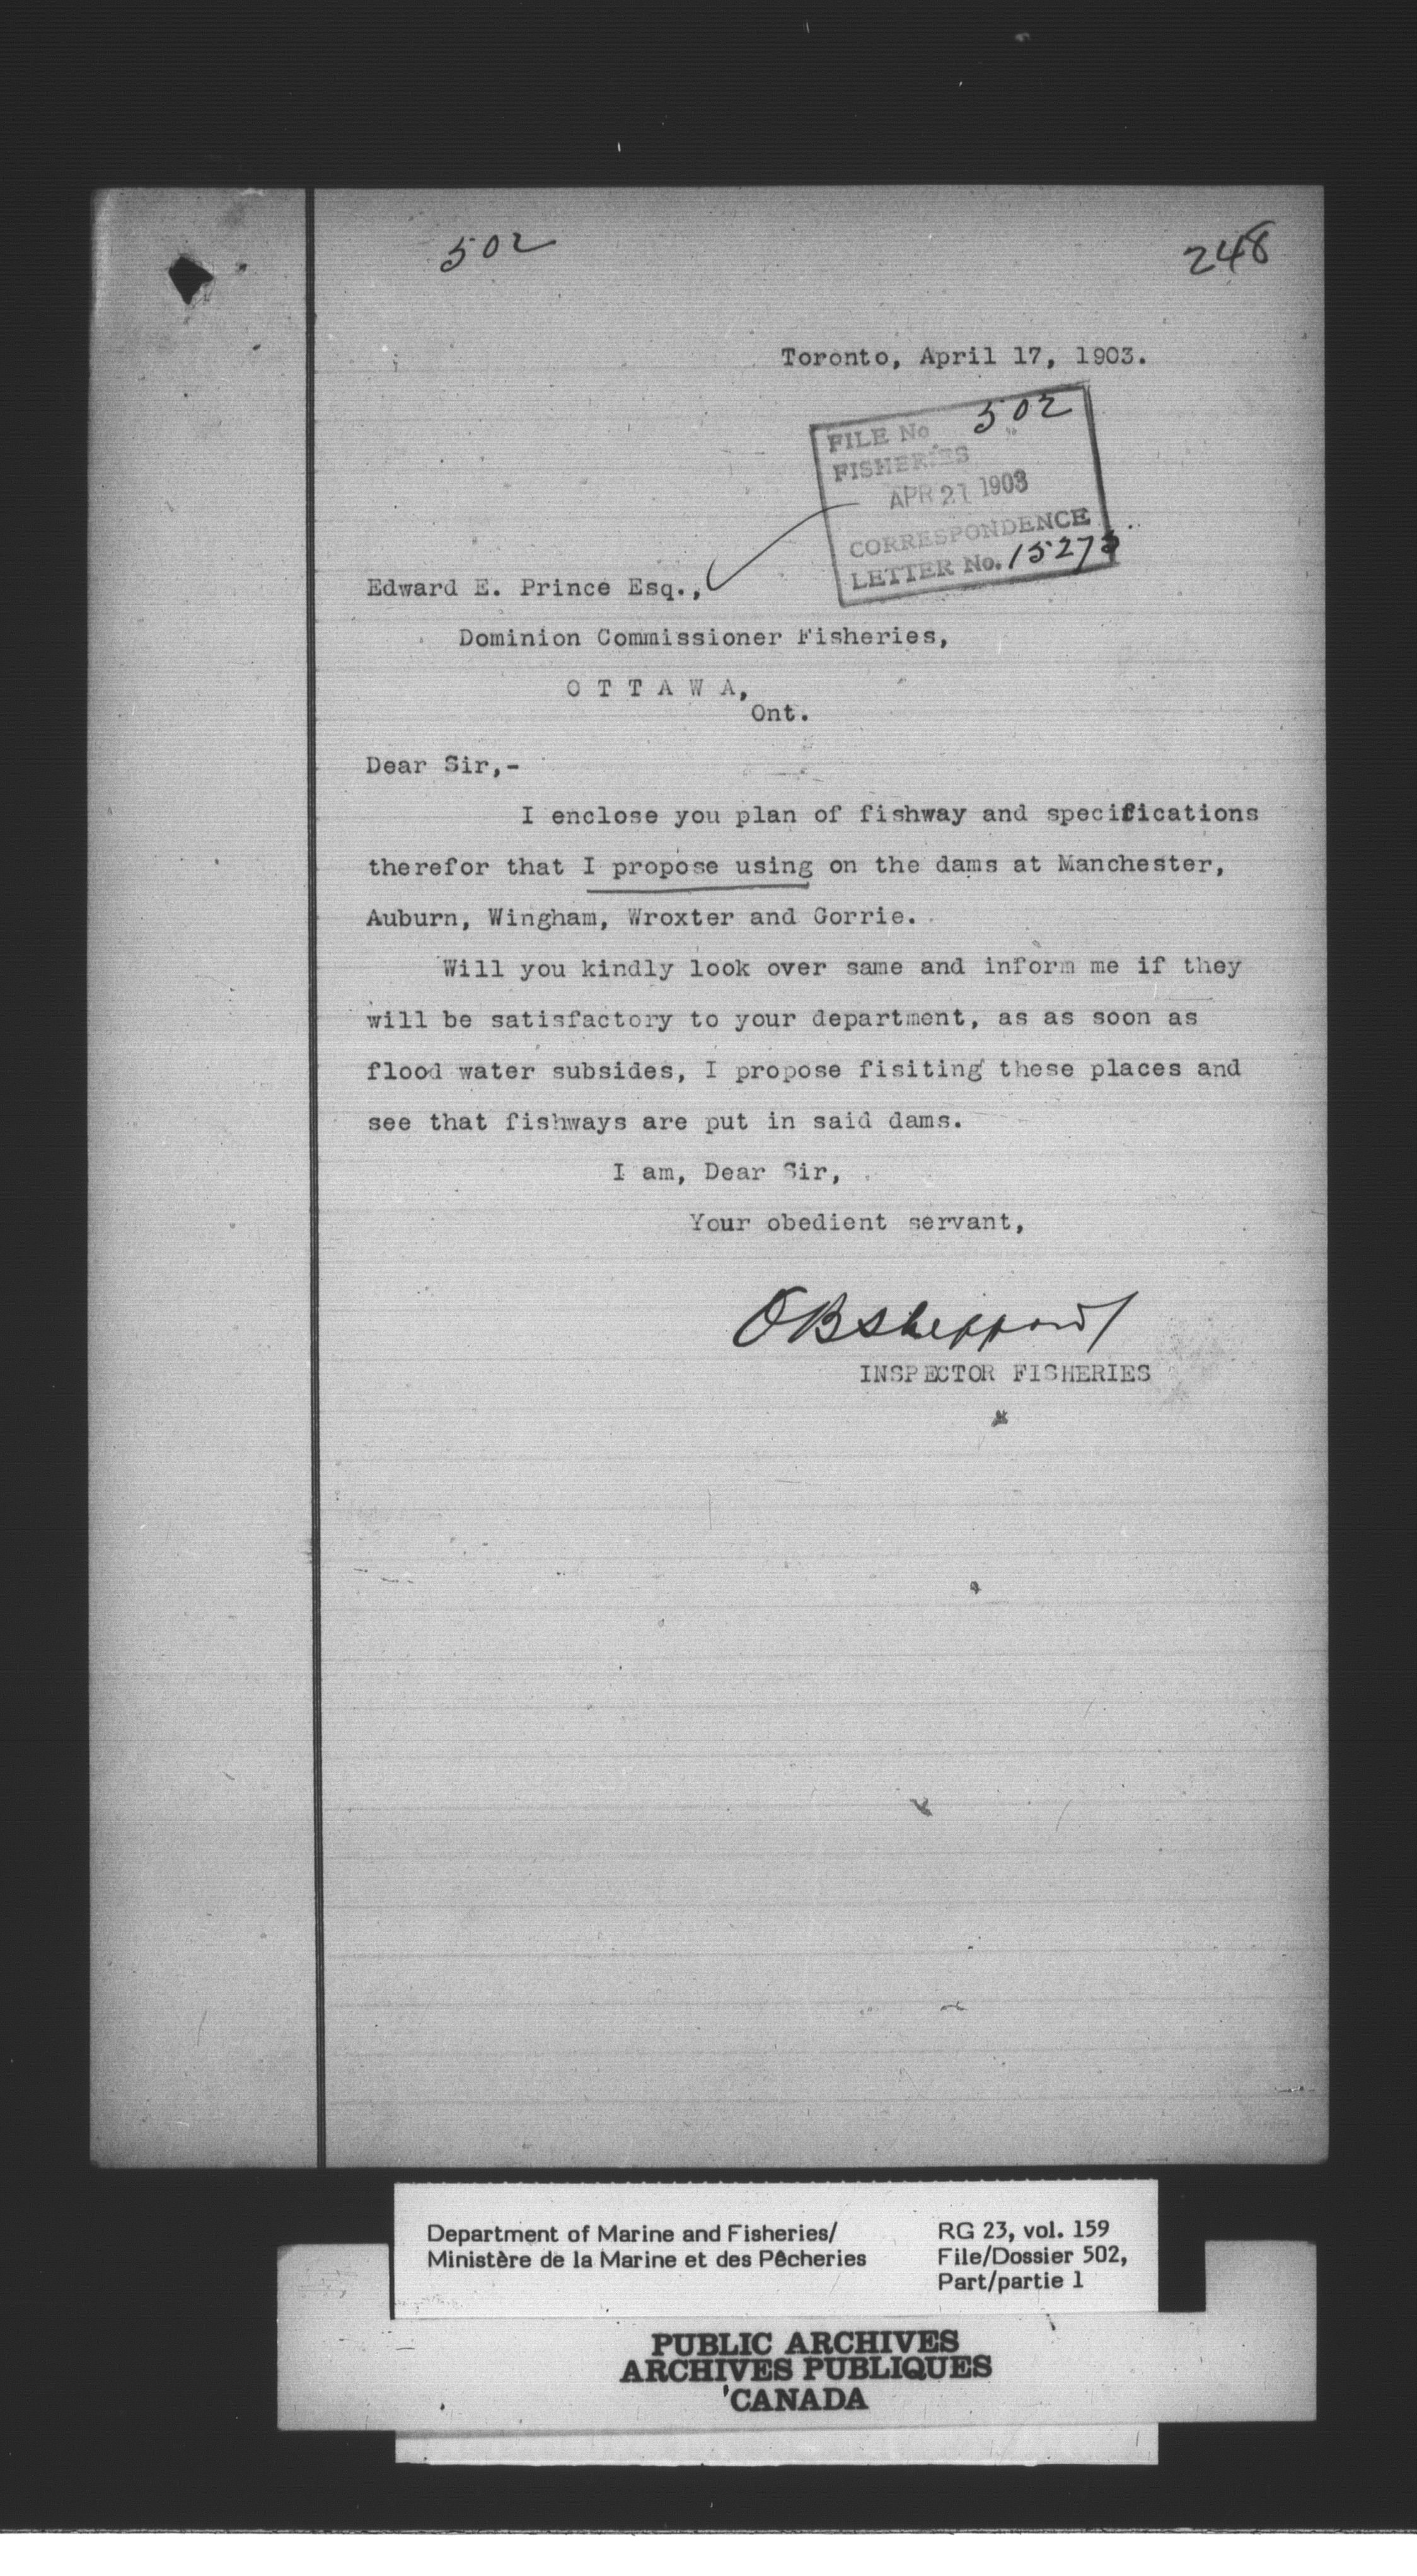 502
248
Toronto, April 17, 1903.
FILE No 502
FISHERIES
APR 21 1903
CORRESPONDENCE
LETTER No. 15273
Edward E. Prince Esq.,
Dominion Commissioner Fisheries,
O T T A W A,
Ont.
Dear Sir,-
I enclose you plan of fishway and specifications
therefor that I propose using on the dams at Manchester,
Auburn, Wingham, Wroxter and Gorrie.
Will you kindly look over same and inform me if they
will be satisfactory to your department, as as soon as
flood water subsides, I propose fisiting these places and
see that fishways are put in said dams.
I am, Dear Sir,
Your obedient servant,
OBSheppard
INSPECTOR FISHERIES
Department of Marine and Fisheries/
Ministère de la Marine et des Pêcheries
RG 23, vol. 159
File/Dossier 502,
Part/partie 1
PUBLIC ARCHIVES
ARCHIVES PUBLIQUES
CANADA